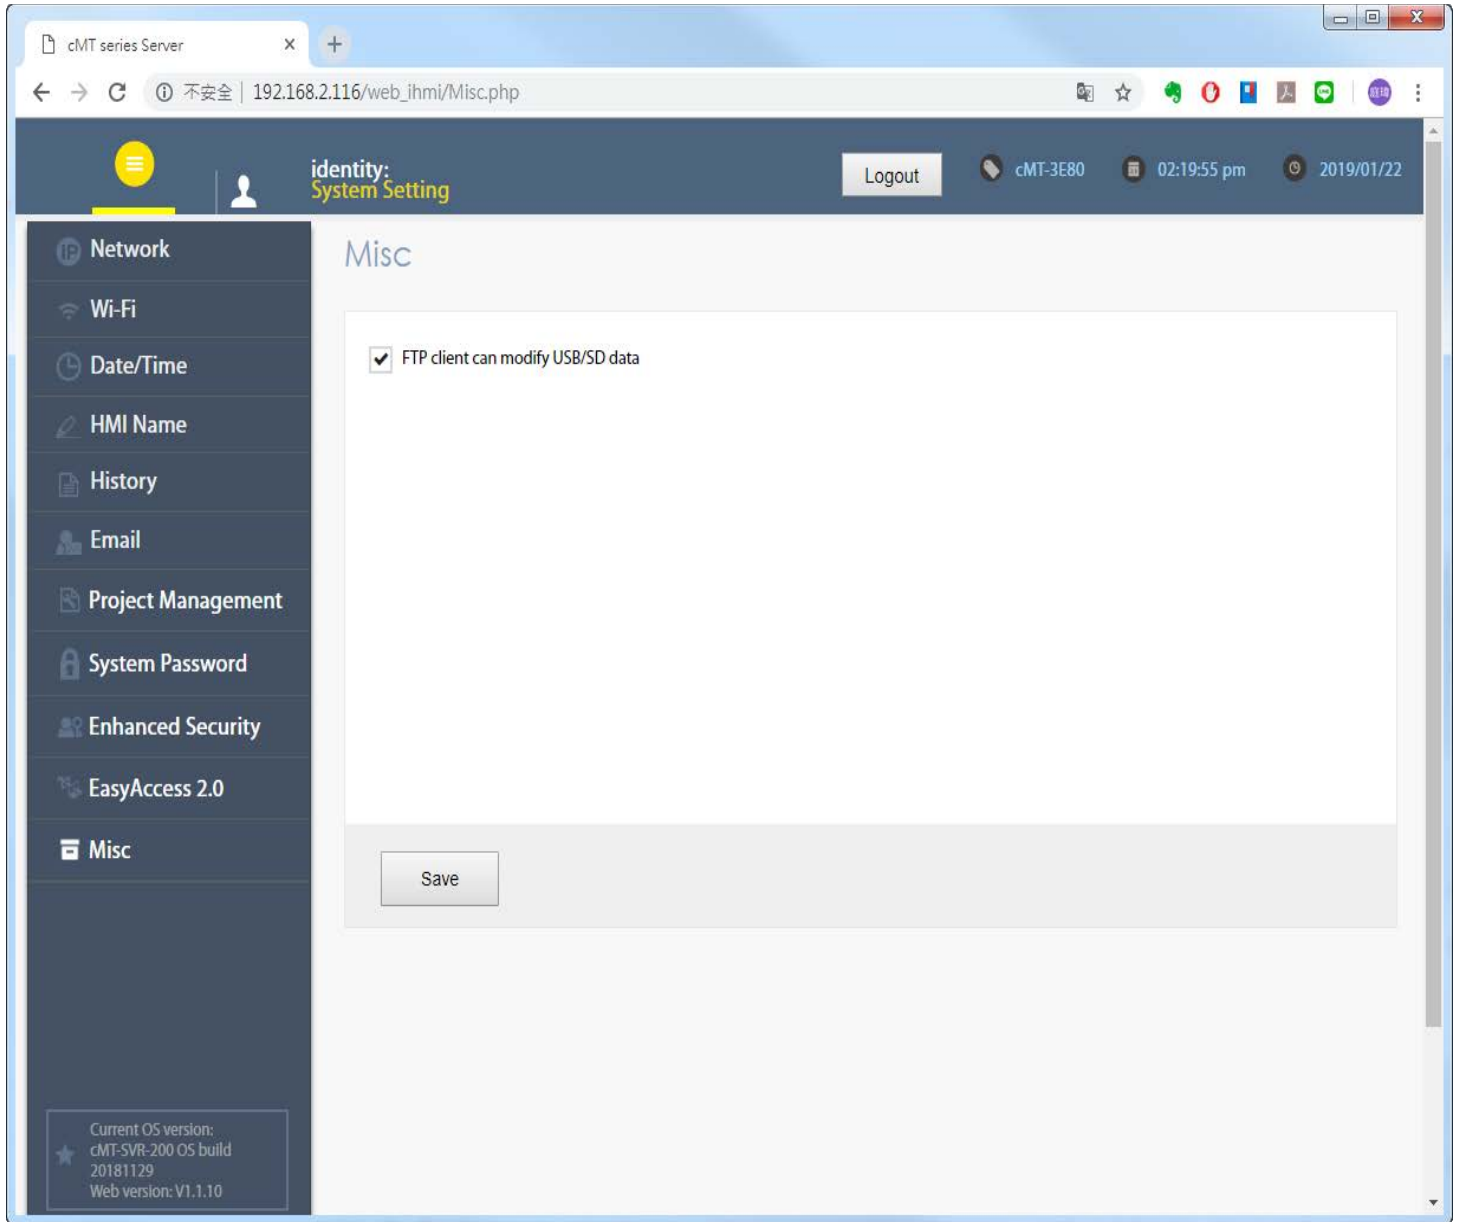 cMT series Server
不安全 | 192.168.2.116/web_ihmi/Misc.php
identity:
System Setting
Logout
cMT-3E80
02:19:55 pm
2019/01/22
Network
Wi-Fi
Date/Time
HMI Name
History
Email
Project Management
System Password
Enhanced Security
EasyAccess 2.0
Misc
Misc
FTP client can modify USB/SD data
Save
Current OS version:
cMT-SVR-200 OS build
20181129
Web version: V1.1.10